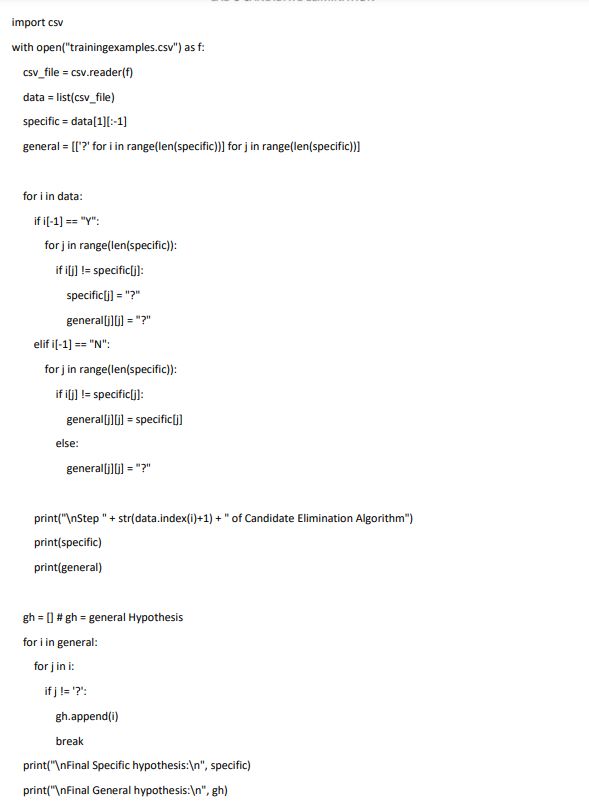 import csv
with open("trainingexamples.csv") as f:
csv_file = csv.reader(f)
data = list(csv_file)
specific = data[1][:-1]
general = [['?' for i in range(len(specific))] for j in range(len(specific))]
for i in data:
if i[-1] == "Y":
for j in range(len(specific)):
if i[j] != specific[j]:
specific[j] = "?"
general[j][j] = "?"
elif i[-1] == "N":
for j in range(len(specific)):
if i[j] != specific[j]:
general[j][j] = specific[j]
else:
general[j][j] = "?"
print("\nStep " + str(data.index(i)+1) + " of Candidate Elimination Algorithm")
print(specific)
print(general)
gh = [] # gh = general Hypothesis
for i in general:
for j in i:
if j != '?':
gh.append(i)
break
print("\nFinal Specific hypothesis:\n", specific)
print("\nFinal General hypothesis:\n", gh)